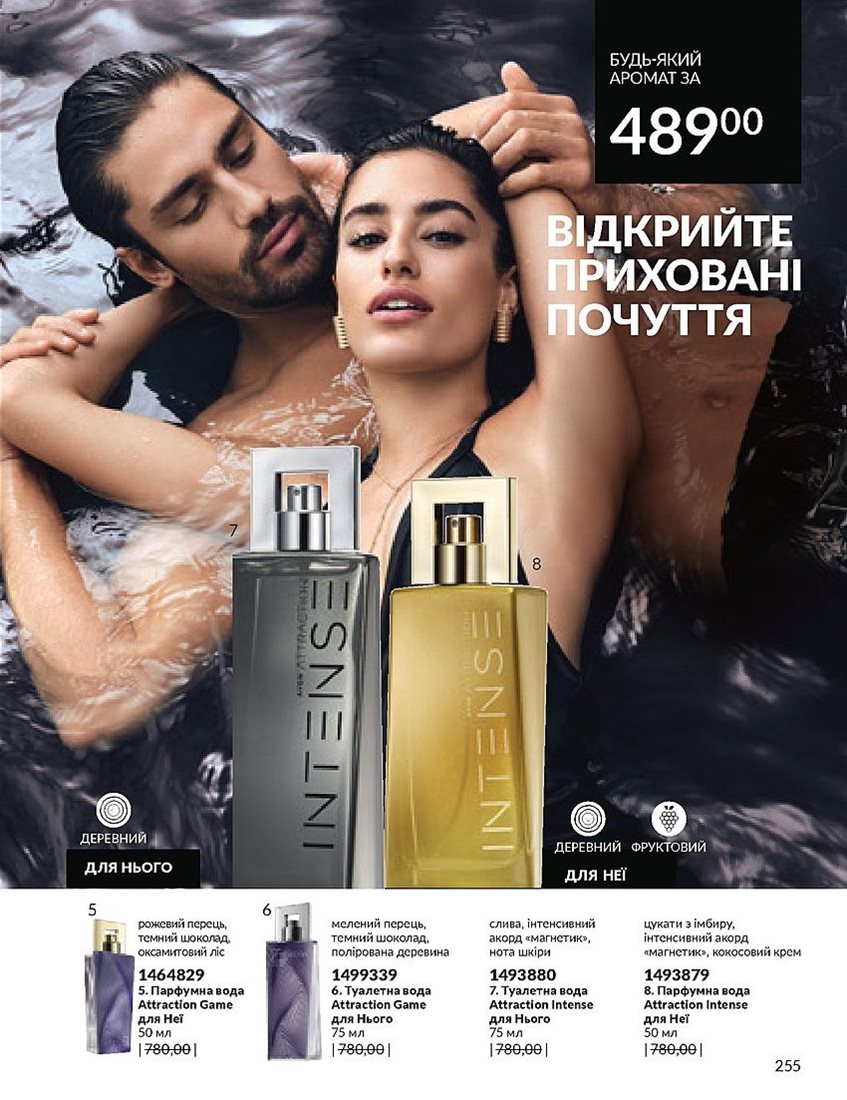 БУДЬ-ЯКИЙ
АРОМАТ ЗА
489⁰⁰
ВІДКРИЙТЕ
ПРИХОВАНІ
ПОЧУТТЯ
7
8
AVON ATTRACTION
INTENSE
INTENSE
ДЕРЕВНИЙ
ДЛЯ НЬОГО
ДЕРЕВНИЙ
ФРУКТОВИЙ
ДЛЯ НЕЇ
5
рожевий перець,
темний шоколад,
оксамитовий ліс
1464829
5. Парфумна вода
Attraction Game
для Неї
50 мл
| 780,00 |
6
мелений перець,
темний шоколад,
полірована деревина
1499339
6. Туалетна вода
Attraction Game
для Нього
75 мл
| 780,00 |
слива, інтенсивний
акорд «магнетик»,
нота шкіри
1493880
7. Туалетна вода
Attraction Intense
для Нього
75 мл
| 780,00 |
цукати з імбиру,
інтенсивний акорд
«магнетик», кокосовий крем
1493879
8. Парфумна вода
Attraction Intense
для Неї
50 мл
| 780,00 |
255